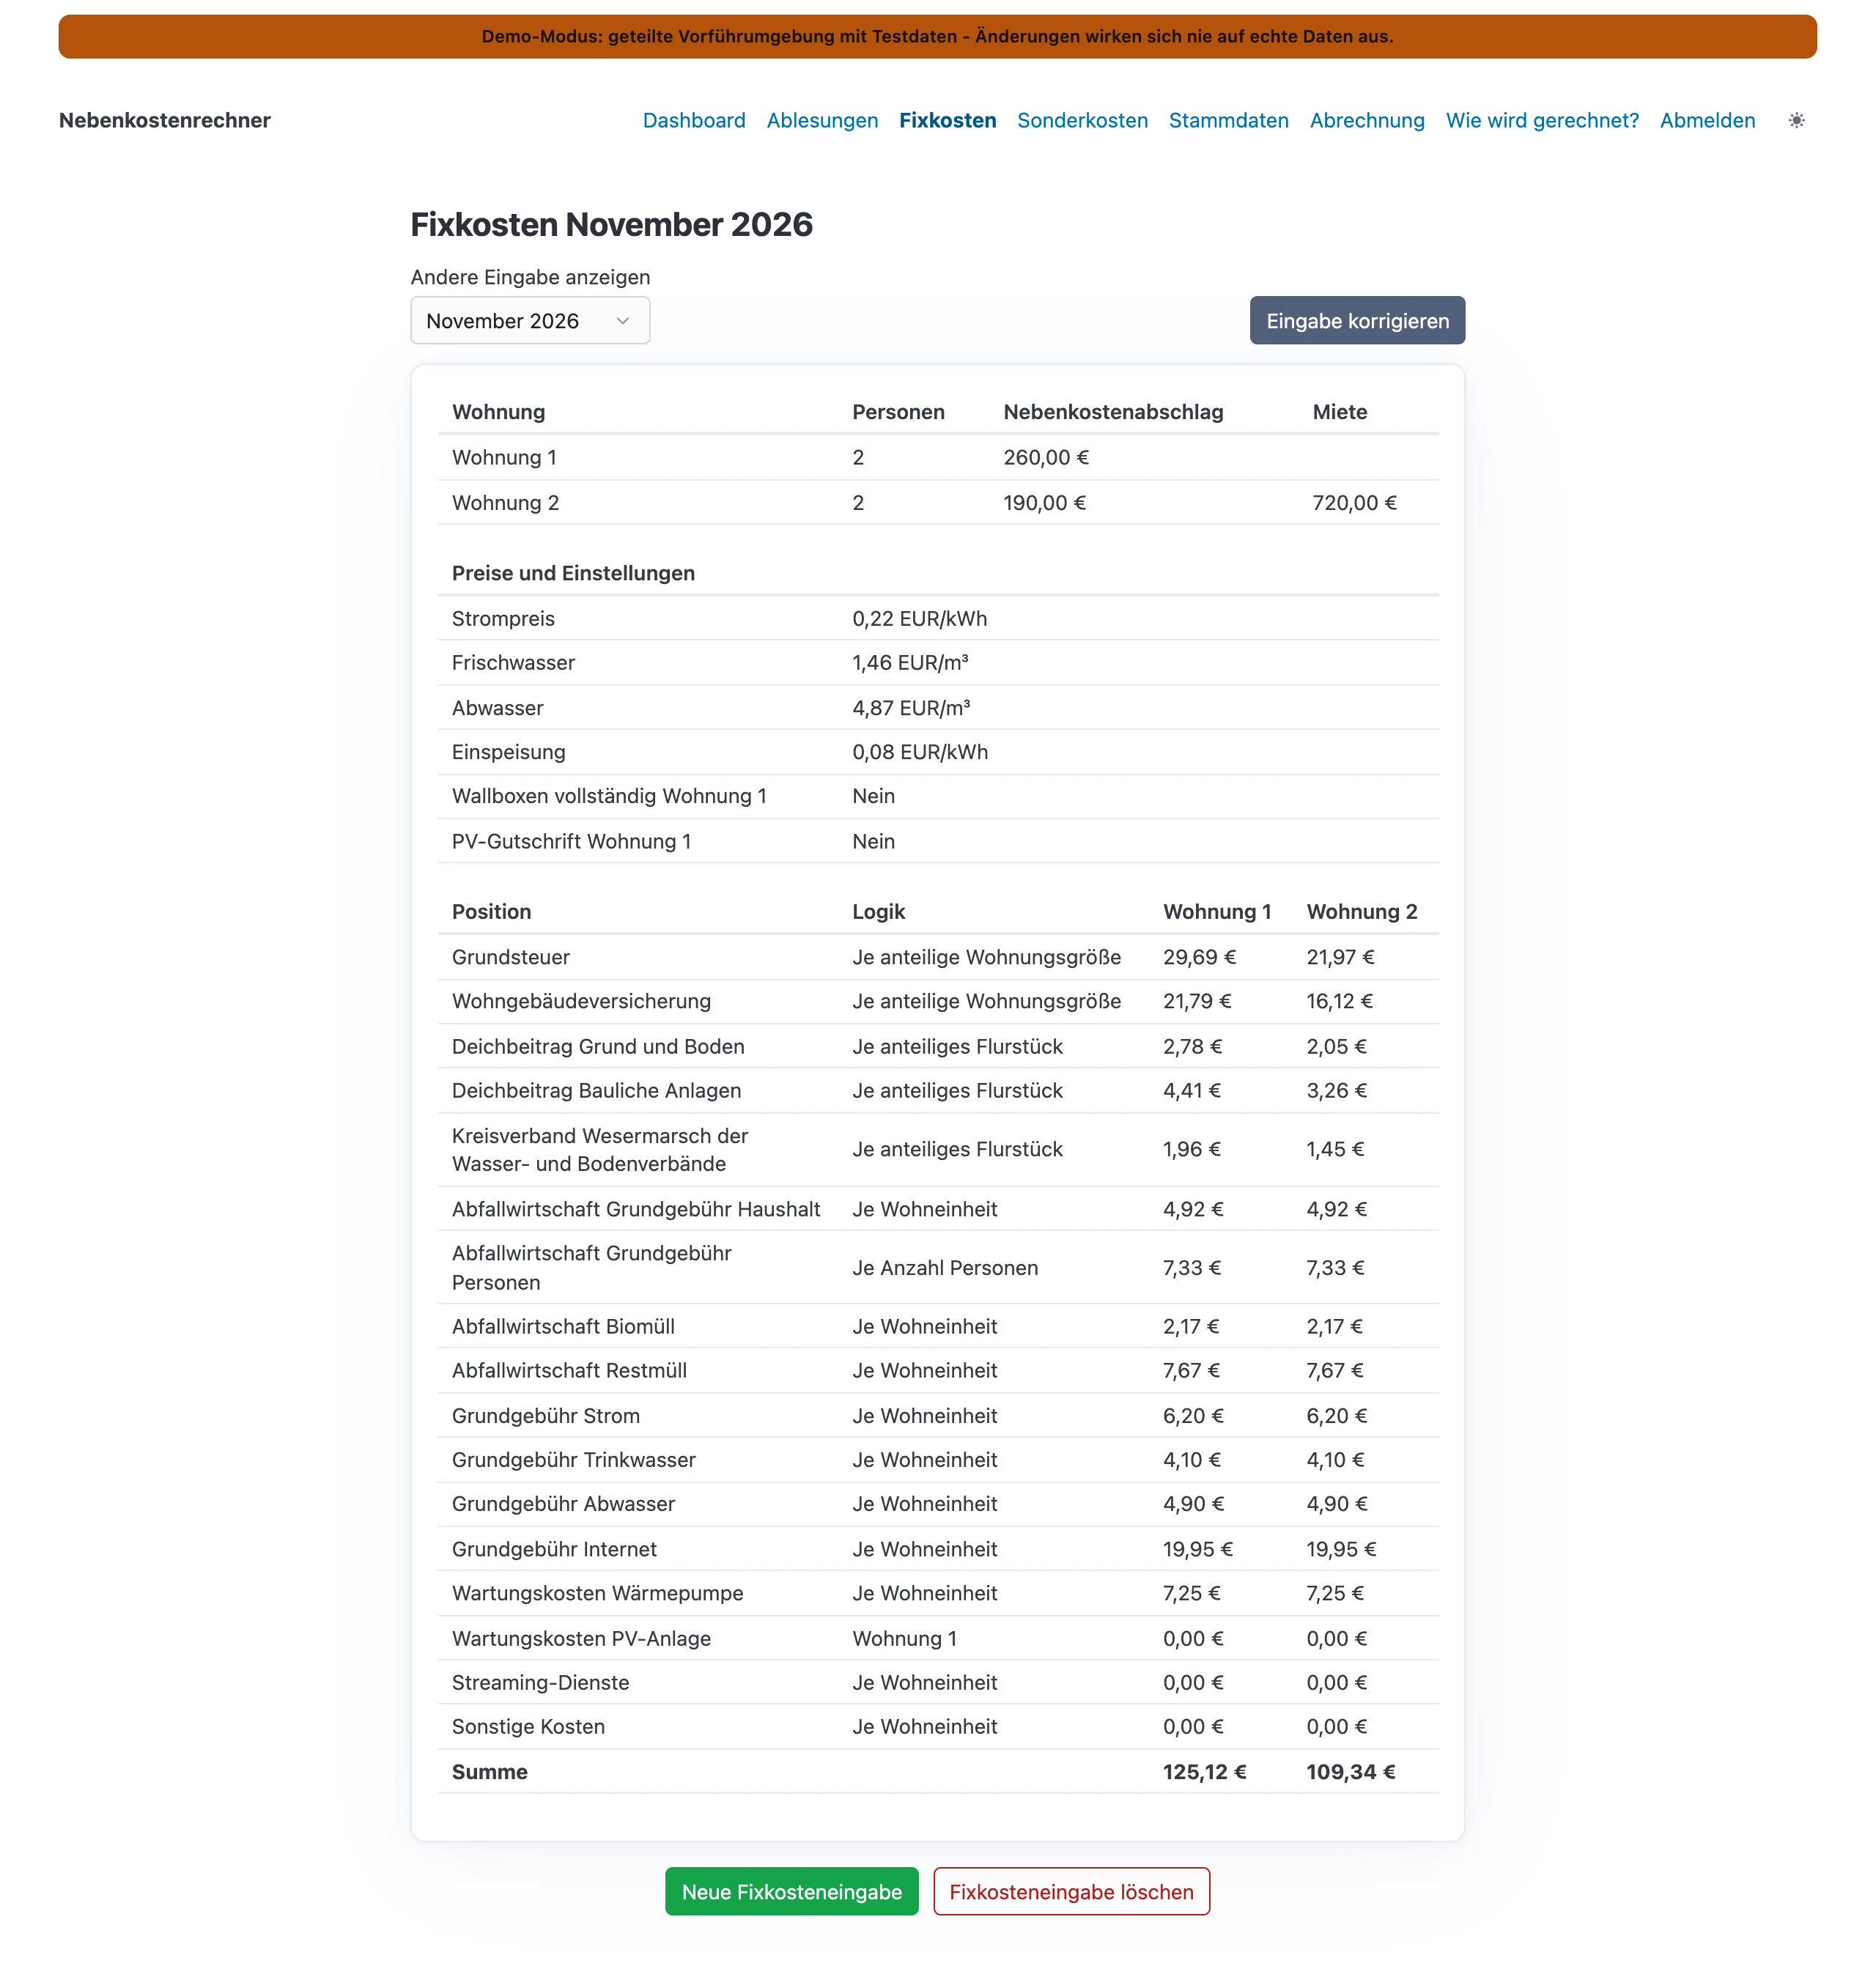 Demo-Modus: geteilte Vorführumgebung mit Testdaten - Änderungen wirken sich nie auf echte Daten aus.
Nebenkostenrechner Dashboard Ablesungen Fixkosten Sonderkosten Stammdaten Abrechnung Wie wird gerechnet? Abmelden
Fixkosten November 2026
Andere Eingabe anzeigen
November 2026 Eingabe korrigieren
Wohnung Personen Nebenkostenabschlag Miete
Wohnung 1 2 260,00 €
Wohnung 2 2 190,00 € 720,00 €
Preise und Einstellungen
Strompreis 0,22 EUR/kWh
Frischwasser 1,46 EUR/m³
Abwasser 4,87 EUR/m³
Einspeisung 0,08 EUR/kWh
Wallboxen vollständig Wohnung 1 Nein
PV-Gutschrift Wohnung 1 Nein
Position Logik Wohnung 1 Wohnung 2
Grundsteuer Je anteilige Wohnungsgröße 29,69 € 21,97 €
Wohngebäudeversicherung Je anteilige Wohnungsgröße 21,79 € 16,12 €
Deichbeitrag Grund und Boden Je anteiliges Flurstück 2,78 € 2,05 €
Deichbeitrag Bauliche Anlagen Je anteiliges Flurstück 4,41 € 3,26 €
Kreisverband Wesermarsch der
Wasser- und Bodenverbände Je anteiliges Flurstück 1,96 € 1,45 €
Abfallwirtschaft Grundgebühr Haushalt Je Wohneinheit 4,92 € 4,92 €
Abfallwirtschaft Grundgebühr
Personen Je Anzahl Personen 7,33 € 7,33 €
Abfallwirtschaft Biomüll Je Wohneinheit 2,17 € 2,17 €
Abfallwirtschaft Restmüll Je Wohneinheit 7,67 € 7,67 €
Grundgebühr Strom Je Wohneinheit 6,20 € 6,20 €
Grundgebühr Trinkwasser Je Wohneinheit 4,10 € 4,10 €
Grundgebühr Abwasser Je Wohneinheit 4,90 € 4,90 €
Grundgebühr Internet Je Wohneinheit 19,95 € 19,95 €
Wartungskosten Wärmepumpe Je Wohneinheit 7,25 € 7,25 €
Wartungskosten PV-Anlage Wohnung 1 0,00 € 0,00 €
Streaming-Dienste Je Wohneinheit 0,00 € 0,00 €
Sonstige Kosten Je Wohneinheit 0,00 € 0,00 €
Summe 125,12 € 109,34 €
Neue Fixkosteneingabe Fixkosteneingabe löschen